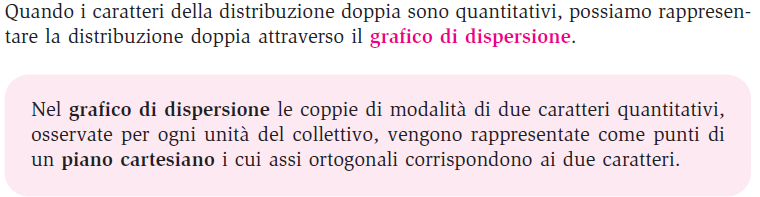 Quando i caratteri della distribuzione doppia sono quantitativi, possiamo rappresen-
tare la distribuzione doppia attraverso il grafico di dispersione.
Nel grafico di dispersione le coppie di modalità di due caratteri quantitativi,
osservate per ogni unità del collettivo, vengono rappresentate come punti di
un piano cartesiano i cui assi ortogonali corrispondono ai due caratteri.